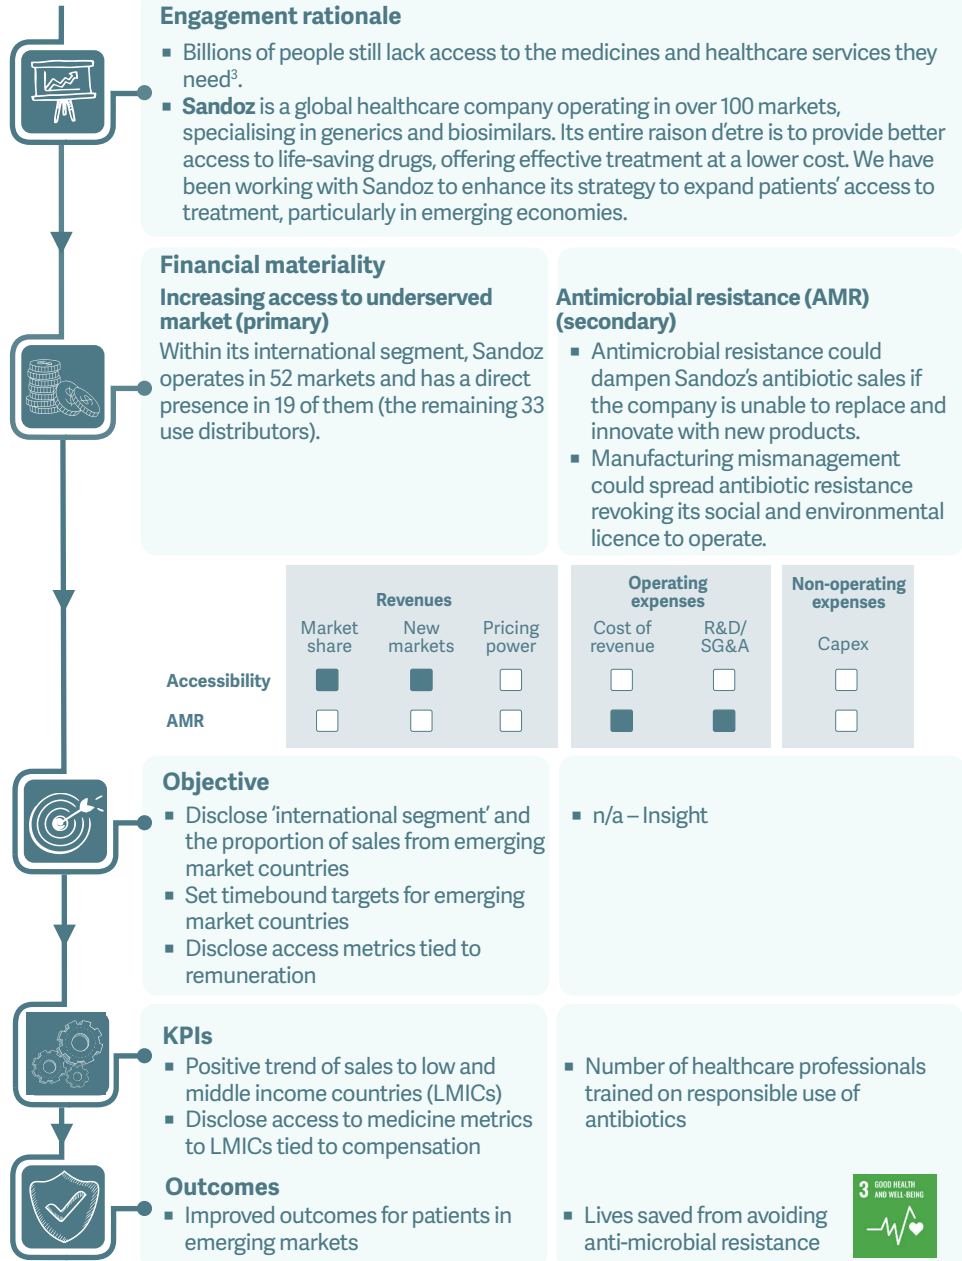 Engagement rationale
▪ Billions of people still lack access to the medicines and healthcare services they
need³.
▪ Sandoz is a global healthcare company operating in over 100 markets,
specialising in generics and biosimilars. Its entire raison d'etre is to provide better
access to life-saving drugs, offering effective treatment at a lower cost. We have
been working with Sandoz to enhance its strategy to expand patients' access to
treatment, particularly in emerging economies.
Financial materiality
Increasing access to underserved
market (primary)
Within its international segment, Sandoz
operates in 52 markets and has a direct
presence in 19 of them (the remaining 33
use distributors).
Antimicrobial resistance (AMR)
(secondary)
▪ Antimicrobial resistance could
dampen Sandoz's antibiotic sales if
the company is unable to replace and
innovate with new products.
▪ Manufacturing mismanagement
could spread antibiotic resistance
revoking its social and environmental
licence to operate.
Revenues
Operating
expenses
Non-operating
expenses
Market
share
New
markets
Pricing
power
Cost of
revenue
R&D/
SG&A
Capex
Accessibility
AMR
Objective
▪ Disclose 'international segment' and
the proportion of sales from emerging
market countries
▪ Set timebound targets for emerging
market countries
▪ Disclose access metrics tied to
remuneration
▪ n/a – Insight
KPIs
▪ Positive trend of sales to low and
middle income countries (LMICs)
▪ Disclose access to medicine metrics
to LMICs tied to compensation
▪ Number of healthcare professionals
trained on responsible use of
antibiotics
Outcomes
▪ Improved outcomes for patients in
emerging markets
▪ Lives saved from avoiding
anti-microbial resistance
3 GOOD HEALTH
AND WELL-BEING